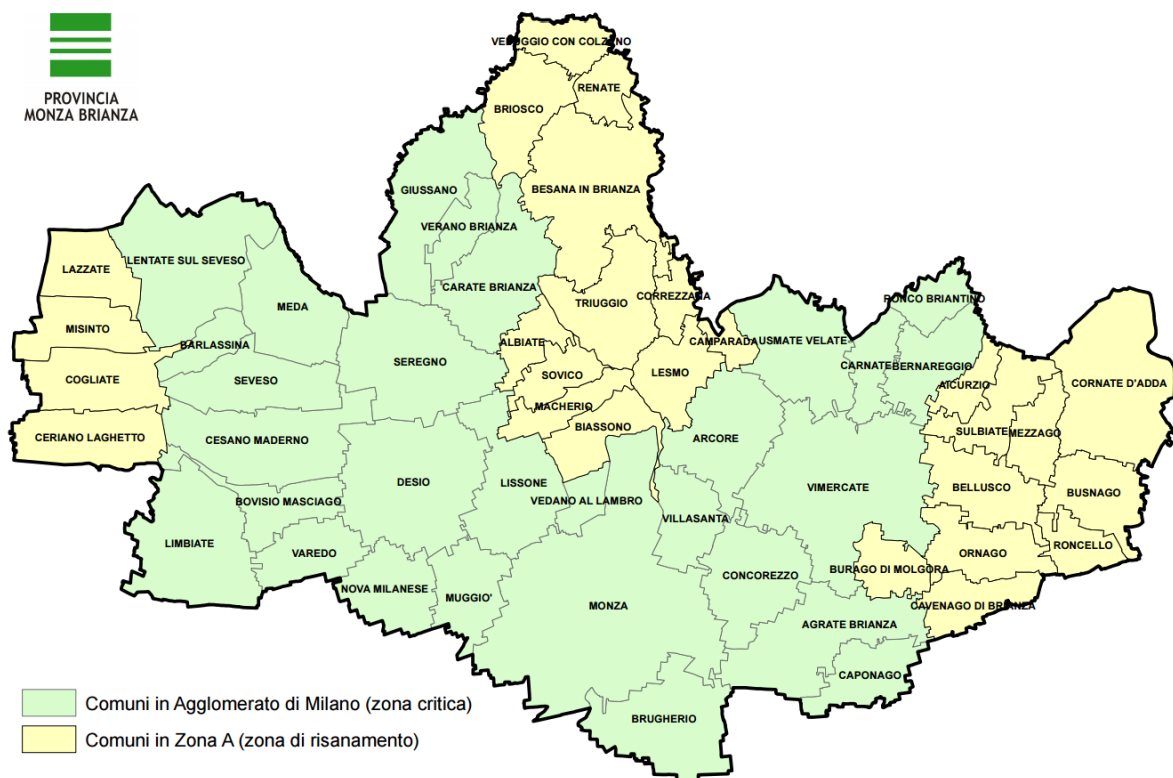 PROVINCIA
MONZA BRIANZA
VEDUGGIO CON COLZANO
RENATE
BRIOSCO
GIUSSANO
BESANA IN BRIANZA
VERANO BRIANZA
LENTATE SUL SEVESO
LAZZATE
CARATE BRIANZA
CORREZZANA
TRIUGGIO
MEDA
RONCO BRIANTINO
MISINTO
BARLASSINA
ALBIATE
CAMPARADA
USMATE VELATE
SEREGNO
CARNATE
BERNAREGGIO
COGLIATE
SEVESO
SOVICO
LESMO
AICURZIO
CORNATE D'ADDA
MACHERIO
BIASSONO
CERIANO LAGHETTO
CESANO MADERNO
ARCORE
SULBIATE
MEZZAGO
DESIO
LISSONE
VIMERCATE
BELLUSCO
BUSNAGO
BOVISIO MASCIAGO
VEDANO AL LAMBRO
VILLASANTA
LIMBIATE
VAREDO
RONCELLO
ORNAGO
BURAGO DI MOLGORA
CONCOREZZO
NOVA MILANESE
MUGGIO'
MONZA
CAVENAGO DI BRIANZA
AGRATE BRIANZA
CAPONAGO
BRUGHERIO
Comuni in Agglomerato di Milano (zona critica)
Comuni in Zona A (zona di risanamento)